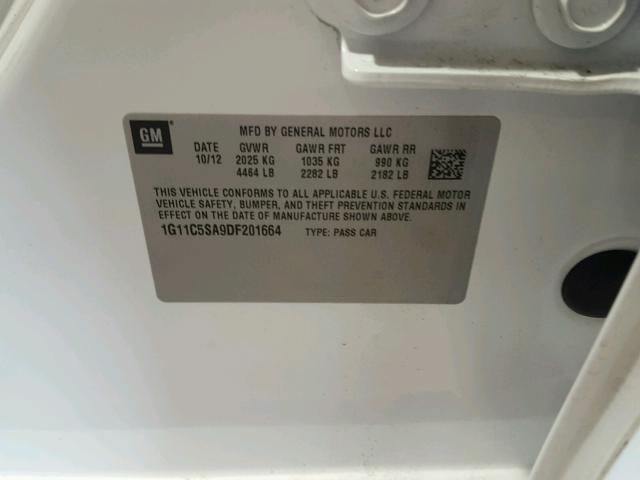 GM
MFD BY GENERAL MOTORS LLC
DATE GVWR GAWR FRT GAWR RR
10/12 2025 KG 1035 KG 990 KG
4464 LB 2282 LB 2182 LB
THIS VEHICLE CONFORMS TO ALL APPLICABLE U.S. FEDERAL MOTOR
VEHICLE SAFETY, BUMPER, AND THEFT PREVENTION STANDARDS IN
EFFECT ON THE DATE OF MANUFACTURE SHOWN ABOVE.
1G11C5SA9DF201664 TYPE: PASS CAR